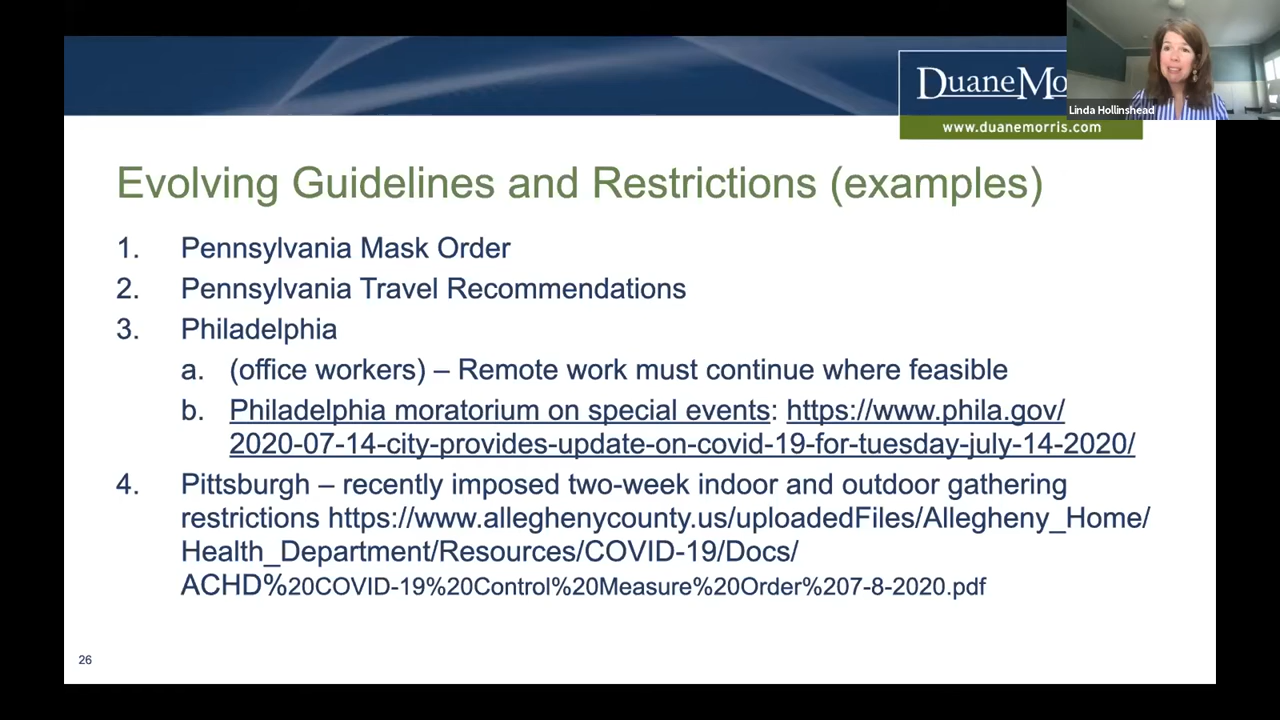 DuaneMo
Linda Hollinshead
www.duanemorris.com
Evolving Guidelines and Restrictions (examples)
1. Pennsylvania Mask Order
2. Pennsylvania Travel Recommendations
3. Philadelphia
a. (office workers) – Remote work must continue where feasible
b. Philadelphia moratorium on special events: https://www.phila.gov/
2020-07-14-city-provides-update-on-covid-19-for-tuesday-july-14-2020/
4. Pittsburgh – recently imposed two-week indoor and outdoor gathering
restrictions https://www.alleghenycounty.us/uploadedFiles/Allegheny_Home/
Health_Department/Resources/COVID-19/Docs/
ACHD%20COVID-19%20Control%20Measure%20Order%207-8-2020.pdf
26